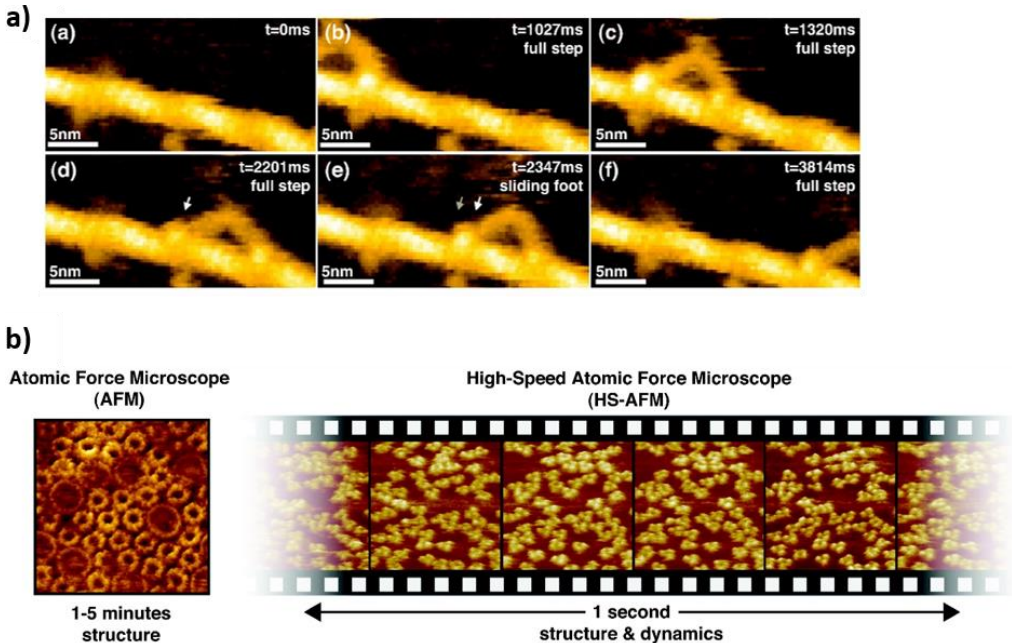 a)
(a) t=0ms
5nm
(b) t=1027ms
full step
5nm
(c) t=1320ms
full step
5nm
(d) t=2201ms
full step
5nm
(e) t=2347ms
sliding foot
5nm
(f) t=3814ms
full step
5nm
b)
Atomic Force Microscope
(AFM)
1-5 minutes
structure
High-Speed Atomic Force Microscope
(HS-AFM)
1 second
structure & dynamics